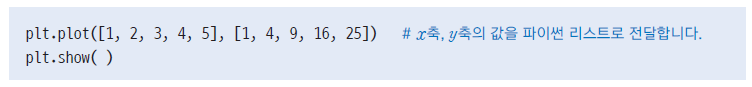 plt.plot([1, 2, 3, 4, 5], [1, 4, 9, 16, 25])   # x축, y축의 값을 파이썬 리스트로 전달합니다.
plt.show( )